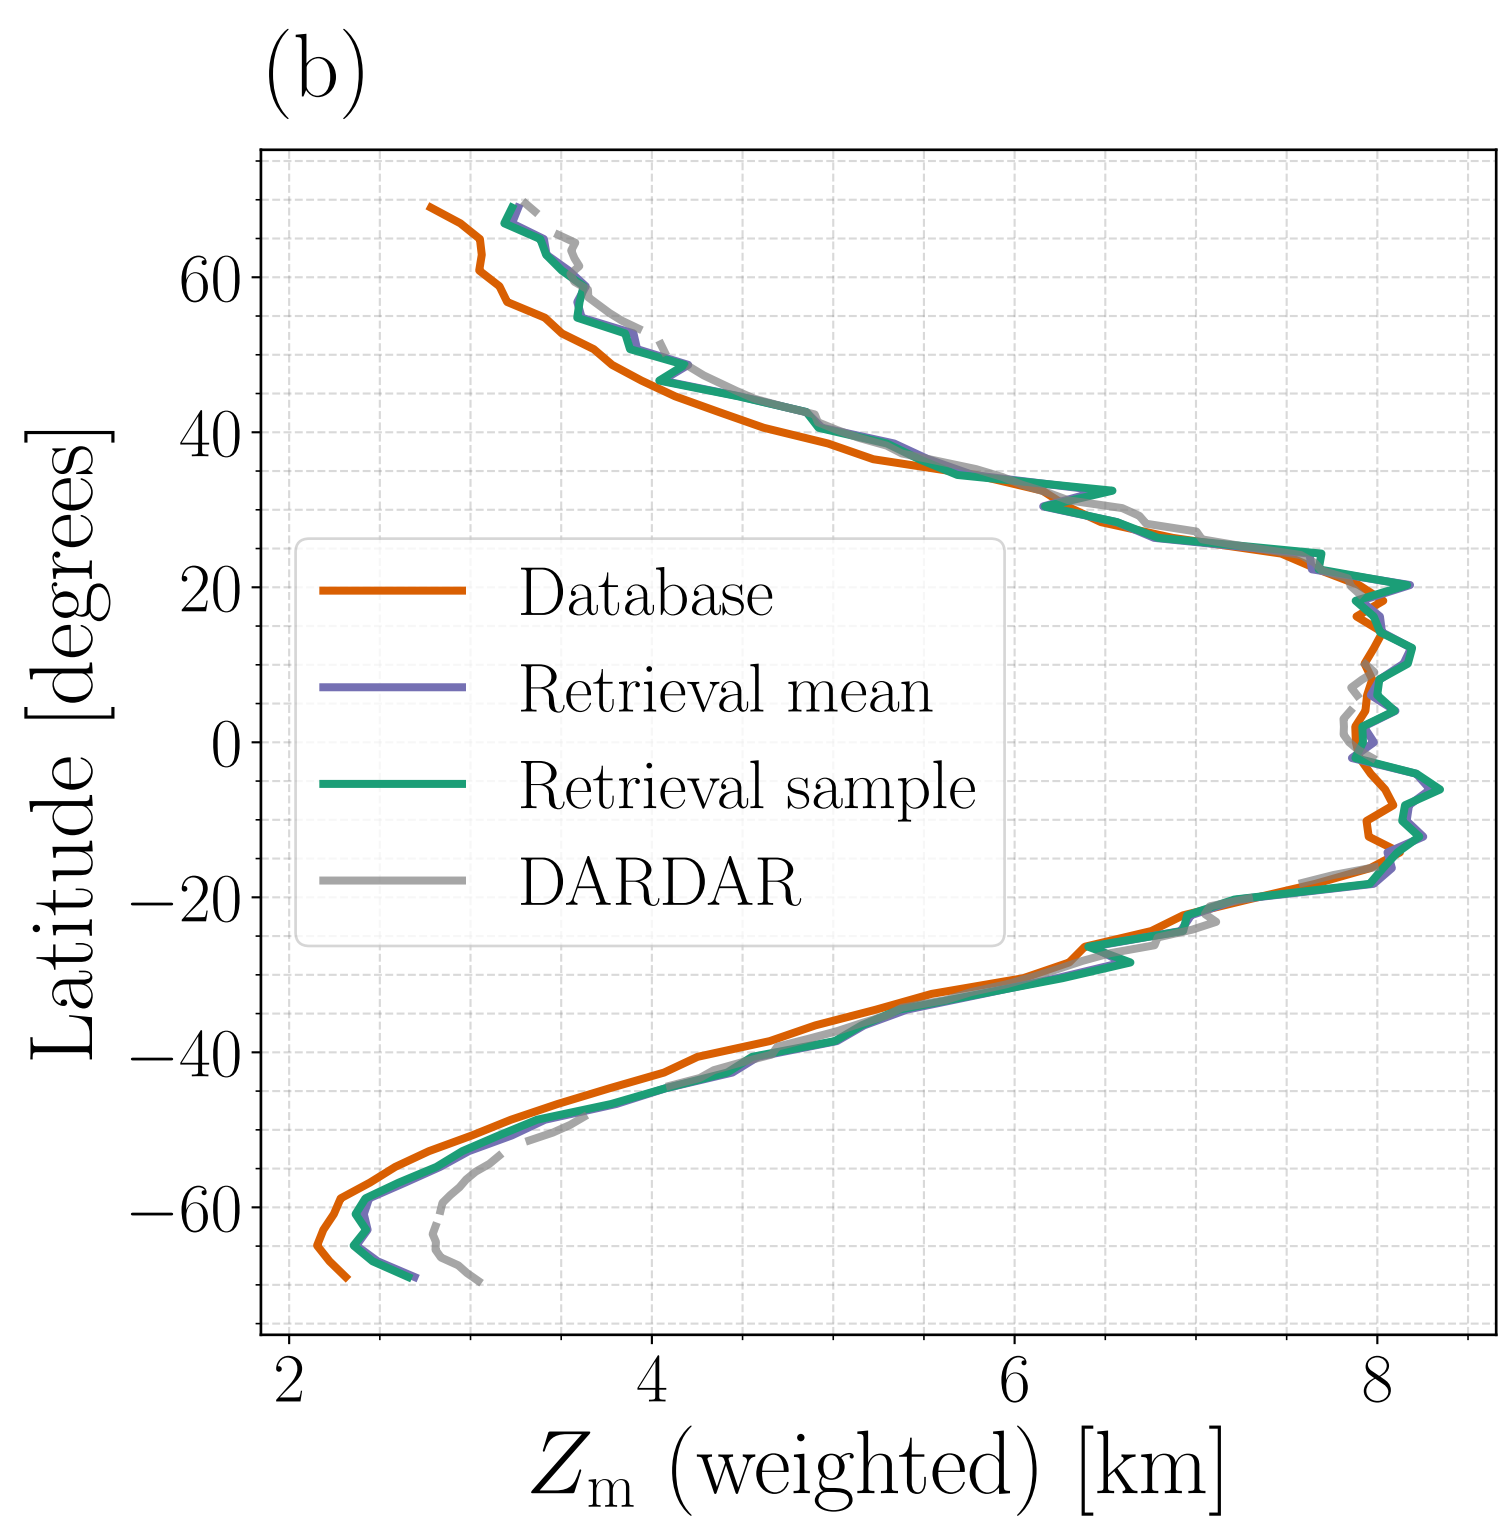 (b)
Latitude [degrees]
60
40
20
0
−20
−40
−60
Database
Retrieval mean
Retrieval sample
DARDAR
2 4 6 8
Zm (weighted) [km]